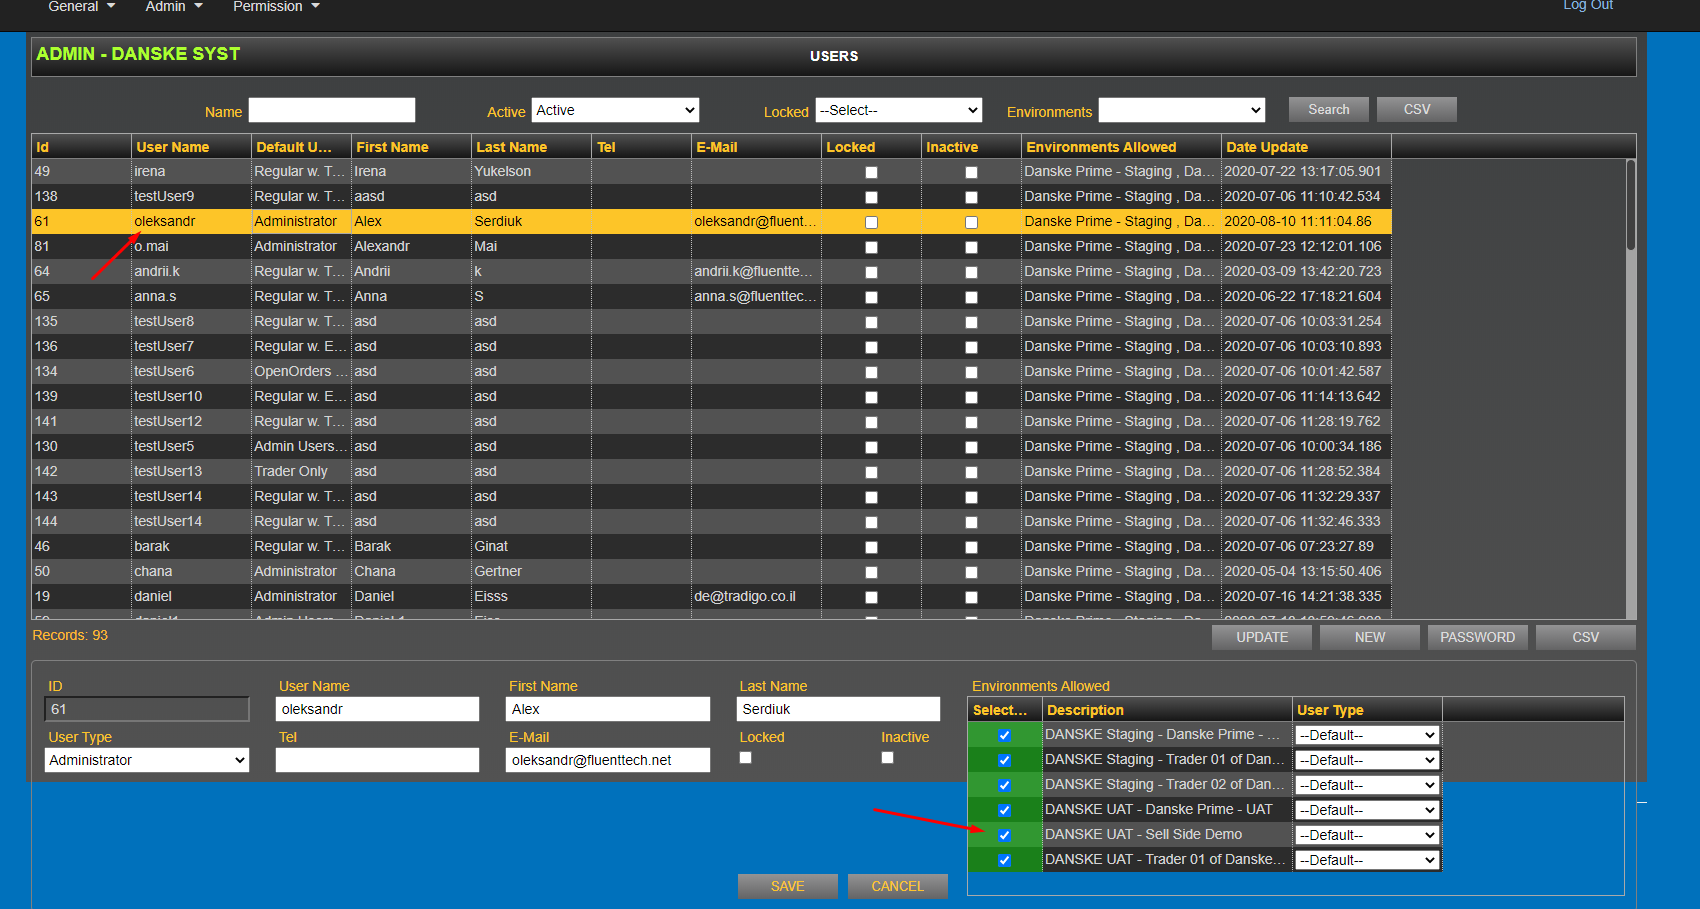 General Admin Permission Log Out
ADMIN - DANSKE SYST USERS
Name Active Active Locked --Select-- Environments Search CSV
Id User Name Default U... First Name Last Name Tel E-Mail Locked Inactive Environments Allowed Date Update
49 irena Regular w. T... Irena Yukelson Danske Prime - Staging , Da... 2020-07-22 13:17:05.901
138 testUser9 Regular w. T... aasd asd Danske Prime - Staging , Da... 2020-07-06 11:10:42.534
61 oleksandr Administrator Alex Serdiuk oleksandr@fluent... Danske Prime - Staging , Da... 2020-08-10 11:11:04.86
81 o.mai Administrator Alexandr Mai Danske Prime - Staging , Da... 2020-07-23 12:12:01.106
64 andrii.k Regular w. T... Andrii k andrii.k@fluentte... Danske Prime - Staging , Da... 2020-03-09 13:42:20.723
65 anna.s Regular w. T... Anna S anna.s@fluenttec... Danske Prime - Staging , Da... 2020-06-22 17:18:21.604
135 testUser8 Regular w. T... asd asd Danske Prime - Staging , Da... 2020-07-06 10:03:31.254
136 testUser7 Regular w. E... asd asd Danske Prime - Staging , Da... 2020-07-06 10:03:10.893
134 testUser6 OpenOrders ... asd asd Danske Prime - Staging , Da... 2020-07-06 10:01:42.587
139 testUser10 Regular w. E... asd asd Danske Prime - Staging , Da... 2020-07-06 11:14:13.642
141 testUser12 Regular w. T... asd asd Danske Prime - Staging , Da... 2020-07-06 11:28:19.762
130 testUser5 Admin Users... asd asd Danske Prime - Staging , Da... 2020-07-06 10:00:34.186
142 testUser13 Trader Only asd asd Danske Prime - Staging , Da... 2020-07-06 11:28:52.384
143 testUser14 Regular w. T... asd asd Danske Prime - Staging , Da... 2020-07-06 11:32:29.337
144 testUser14 Regular w. T... asd asd Danske Prime - Staging , Da... 2020-07-06 11:32:46.333
46 barak Regular w. T... Barak Ginat Danske Prime - Staging , Da... 2020-07-06 07:23:27.89
50 chana Administrator Chana Gertner Danske Prime - Staging , Da... 2020-05-04 13:15:50.406
19 daniel Administrator Daniel Eisss de@tradigo.co.il Danske Prime - Staging , Da... 2020-07-16 14:21:38.335
Records: 93 UPDATE NEW PASSWORD CSV
ID User Name First Name Last Name Environments Allowed
61 oleksandr Alex Serdiuk Select... Description User Type
User Type Tel E-Mail Locked Inactive DANSKE Staging - Danske Prime - ... --Default--
Administrator oleksandr@fluenttech.net DANSKE Staging - Trader 01 of Dan... --Default--
DANSKE Staging - Trader 02 of Dan... --Default--
DANSKE UAT - Danske Prime - UAT --Default--
DANSKE UAT - Sell Side Demo --Default--
DANSKE UAT - Trader 01 of Danske... --Default--
SAVE CANCEL